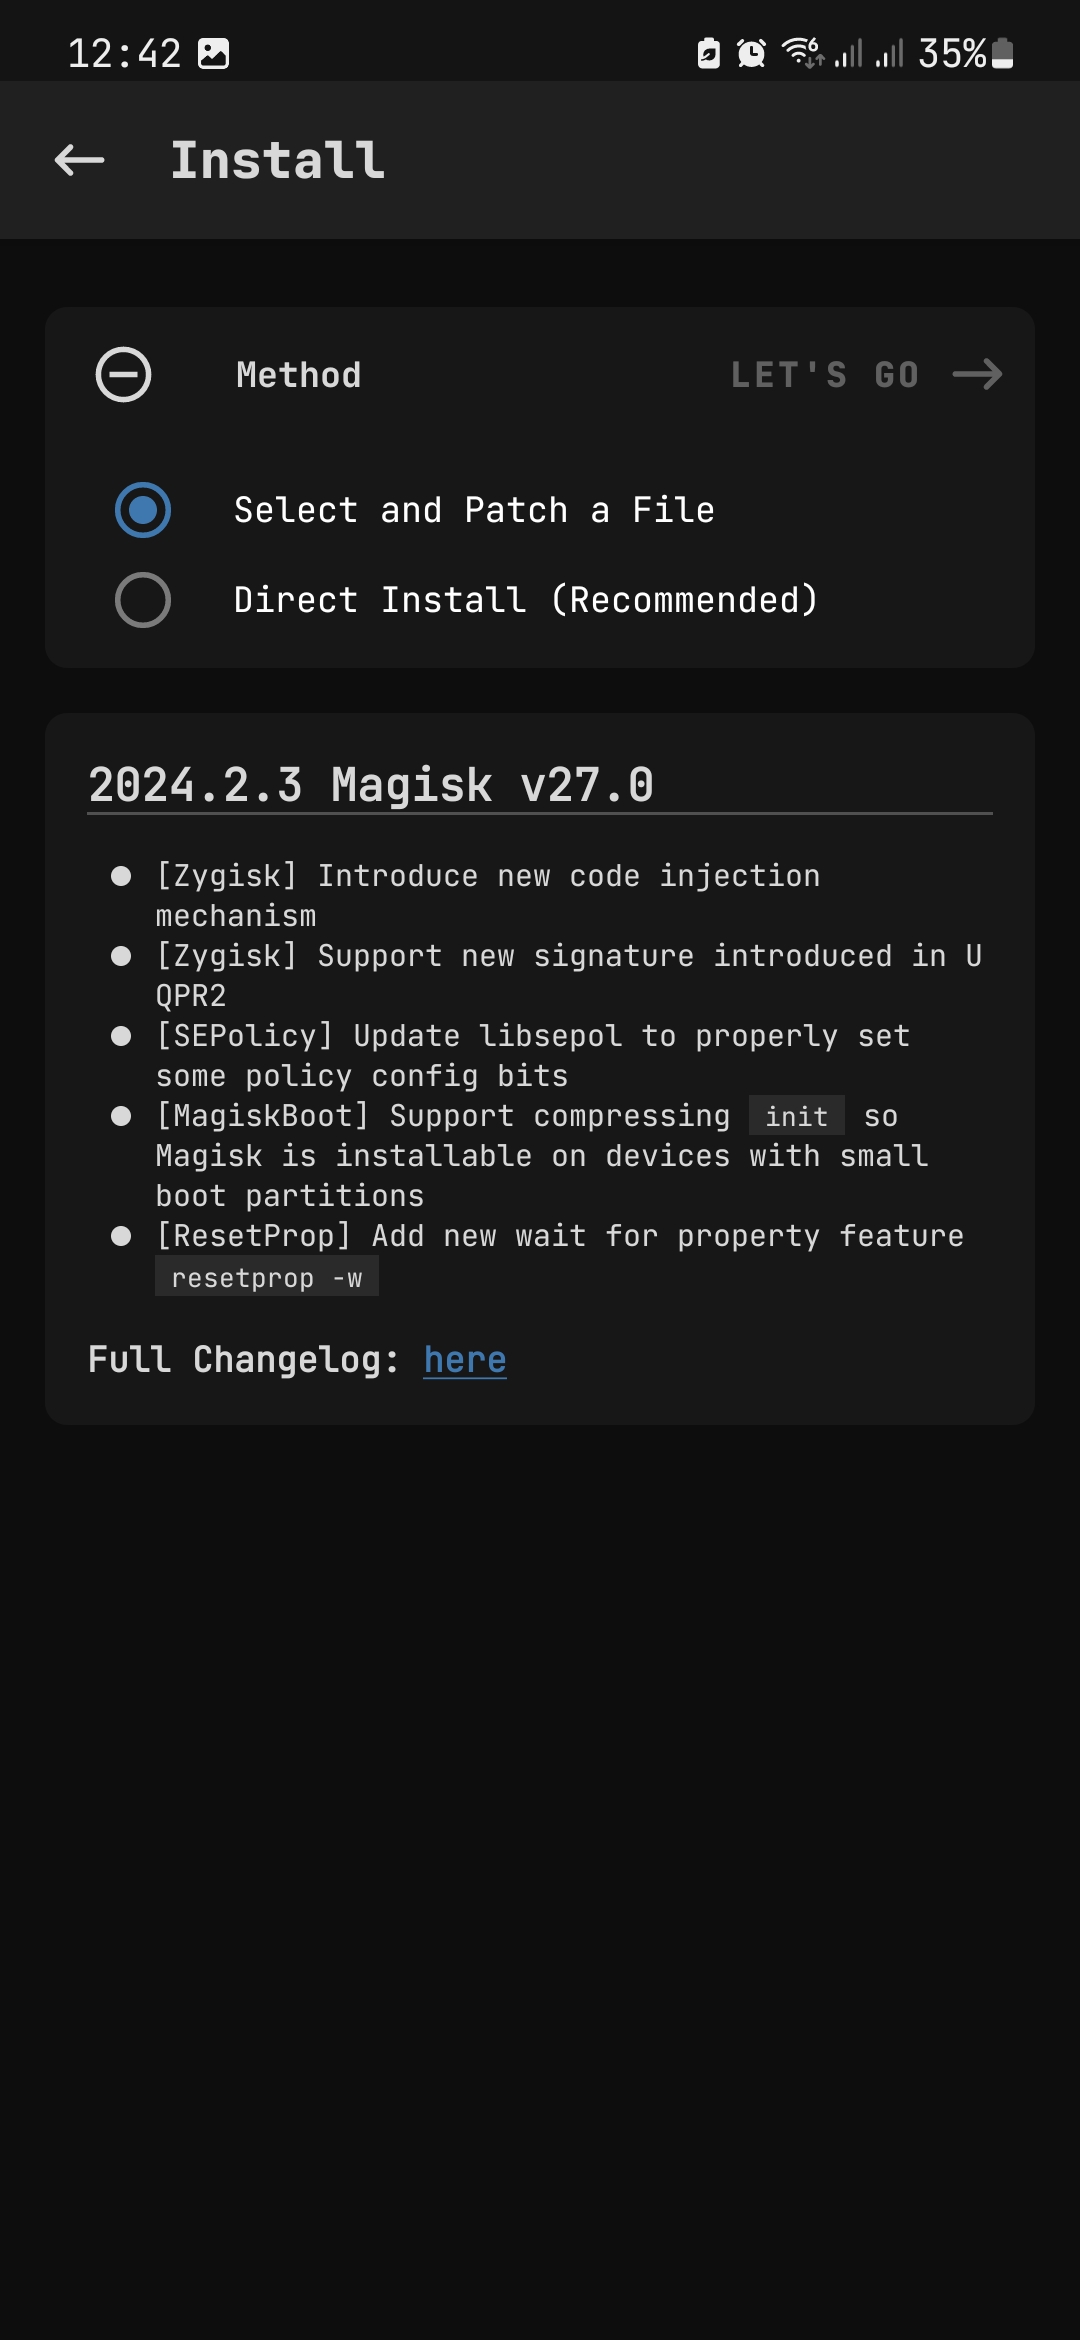 12:42
6
35%
Install
Method
LET'S GO
Select and Patch a File
Direct Install (Recommended)
2024.2.3 Magisk v27.0
[Zygisk] Introduce new code injection
mechanism
[Zygisk] Support new signature introduced in U
QPR2
[SEPolicy] Update libsepol to properly set
some policy config bits
[MagiskBoot] Support compressing init so
Magisk is installable on devices with small
boot partitions
[ResetProp] Add new wait for property feature
resetprop -w
Full Changelog: here